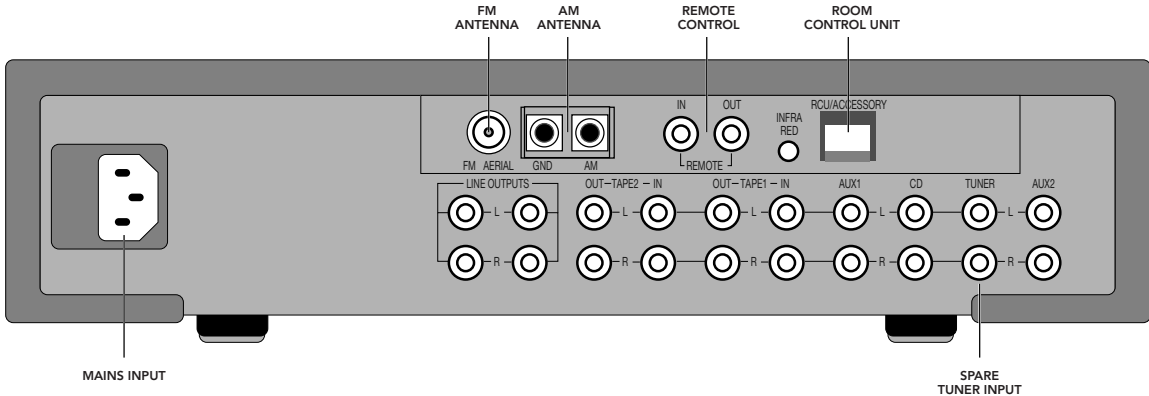 FM
ANTENNA
AM
ANTENNA
REMOTE
CONTROL
ROOM
CONTROL UNIT
IN
OUT
INFRA
RED
RCU/ACCESSORY
FM AERIAL
GND
AM
REMOTE
LINE OUTPUTS
OUT TAPE2 IN
OUT TAPE1 IN
AUX1
CD
TUNER
AUX2
L
L
L
L
L
R
R
R
R
R
MAINS INPUT
SPARE
TUNER INPUT